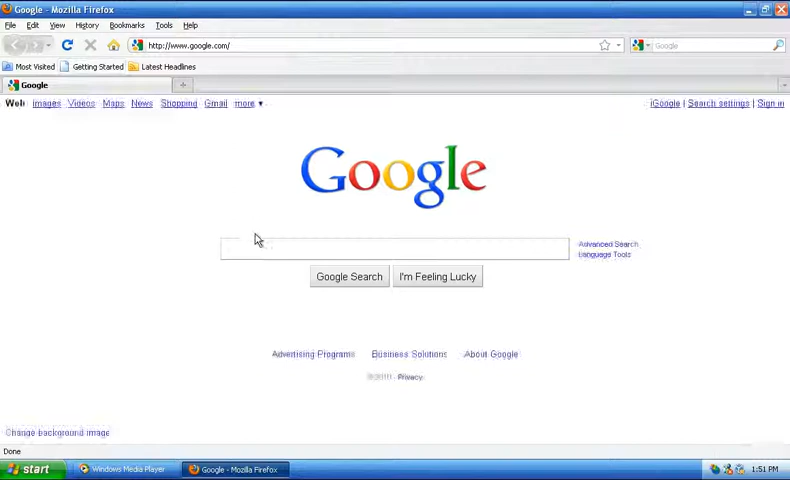 Google - Mozilla Firefox
File Edit View History Bookmarks Tools Help
http://www.google.com/
Google
Most Visited Getting Started Latest Headlines
Google
Web Images Videos Maps News Shopping Gmail more ▼
iGoogle | Search settings | Sign in
Google
Advanced Search
Language Tools
Google Search I'm Feeling Lucky
Advertising Programs Business Solutions About Google
©2010 - Privacy
Change background image
Done
start Windows Media Player Google - Mozilla Firefox 1:51 PM